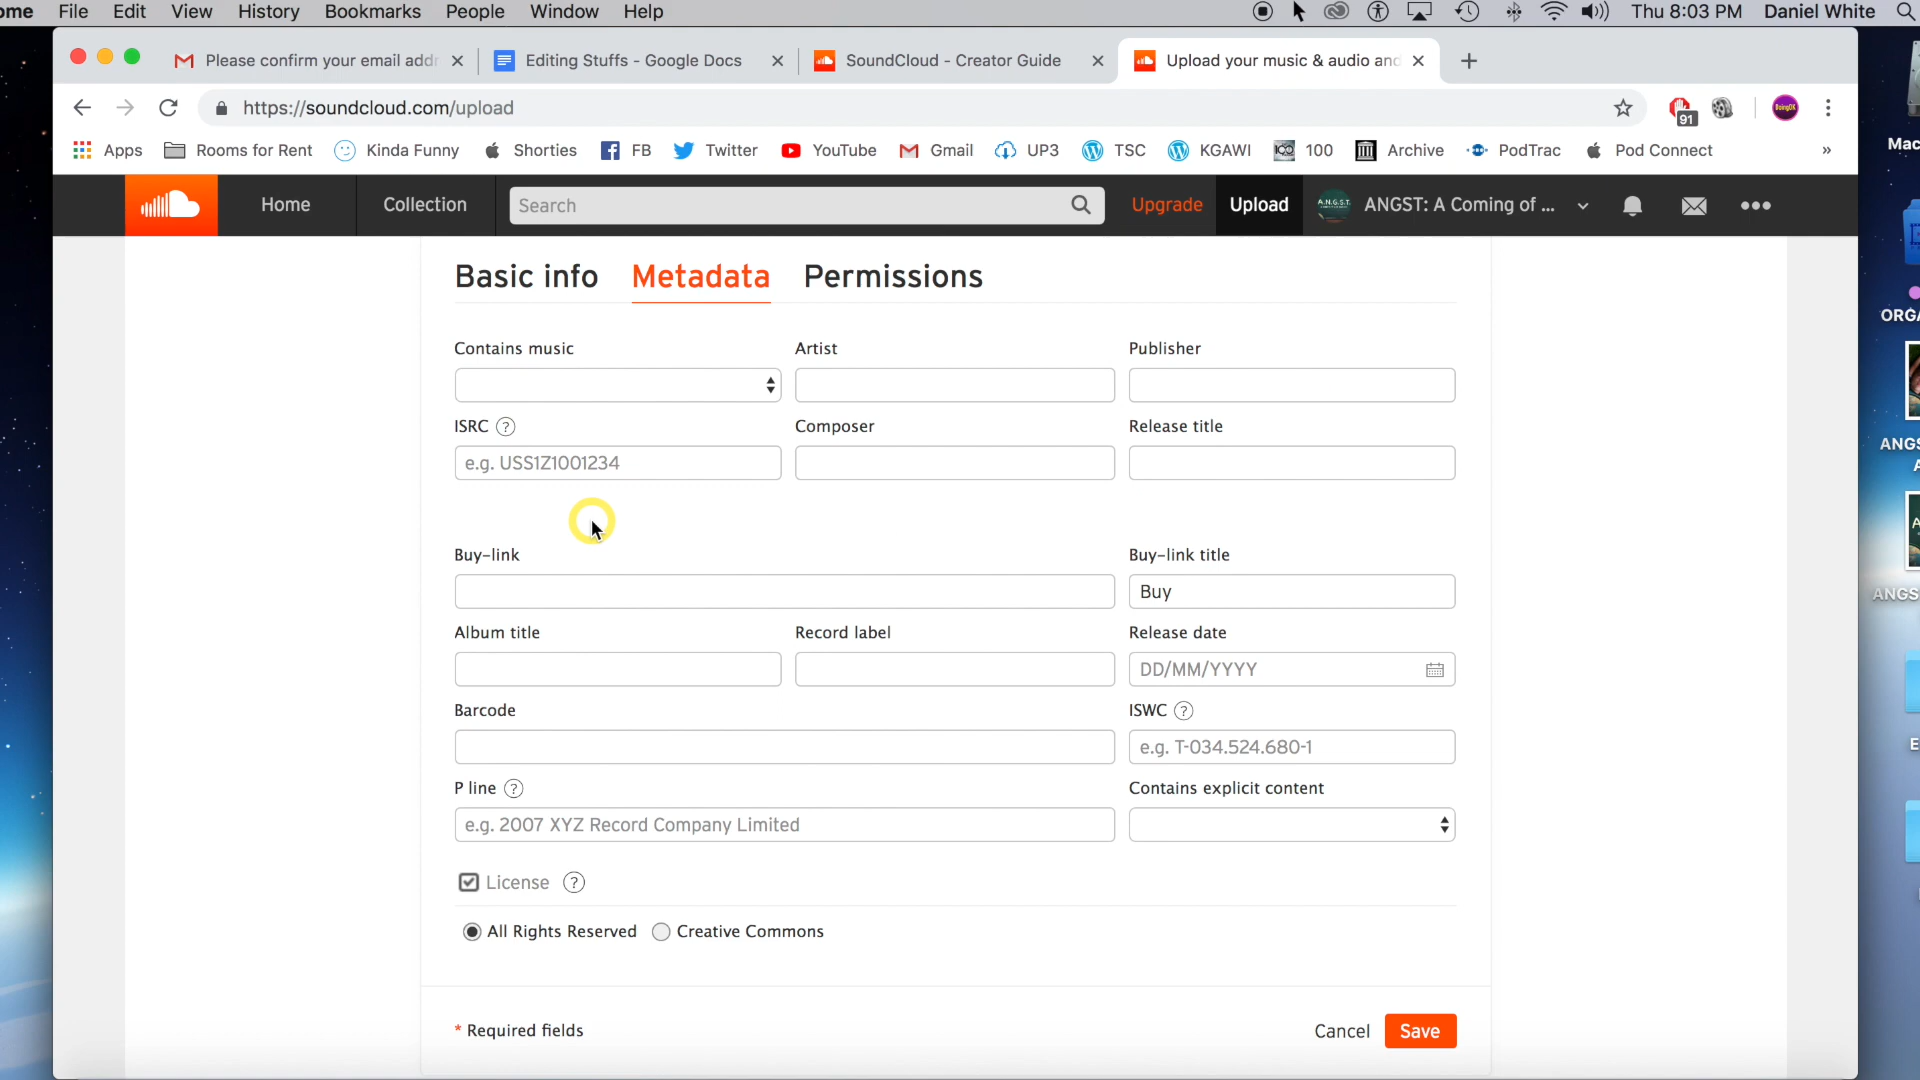 ome File Edit View History Bookmarks People Window Help Thu 8:03 PM Daniel White
Please confirm your email addr Editing Stuffs - Google Docs SoundCloud - Creator Guide Upload your music & audio and
https://soundcloud.com/upload 91 DoingOK
Apps Rooms for Rent Kinda Funny Shorties FB Twitter YouTube Gmail UP3 TSC KGAWI 100 Archive PodTrac Pod Connect »
Mac
Home Collection Search Upgrade Upload A.N.G.S.T. ANGST: A Coming of ...
Basic info Metadata Permissions
ORGA
Contains music Artist Publisher
ISRC ? Composer Release title
ANGS
A
e.g. USS1Z1001234
Buy-link Buy-link title
Buy
ANGS
Album title Record label Release date
DD/MM/YYYY
Barcode ISWC ?
e.g. T-034.524.680-1
E
P line ? Contains explicit content
e.g. 2007 XYZ Record Company Limited
License ?
All Rights Reserved Creative Commons
* Required fields Cancel Save